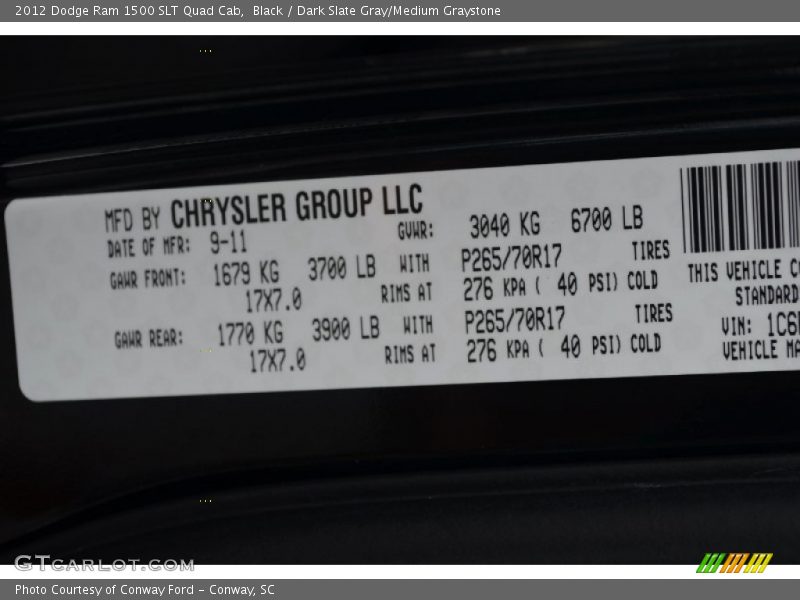 2012 Dodge Ram 1500 SLT Quad Cab,  Black / Dark Slate Gray/Medium Graystone
MFD BY CHRYSLER GROUP LLC
DATE OF MFR: 9-11 GVWR: 3040 KG 6700 LB
GAWR FRONT: 1679 KG 3700 LB WITH P265/70R17 TIRES
17X7.0 RIMS AT 276 KPA ( 40 PSI) COLD
GAWR REAR: 1770 KG 3900 LB WITH P265/70R17 TIRES
17X7.0 RIMS AT 276 KPA ( 40 PSI) COLD
THIS VEHICLE
STANDARD
VIN: 1C6
VEHICLE
GTCARLOT.COM
Photo Courtesy of Conway Ford – Conway, SC